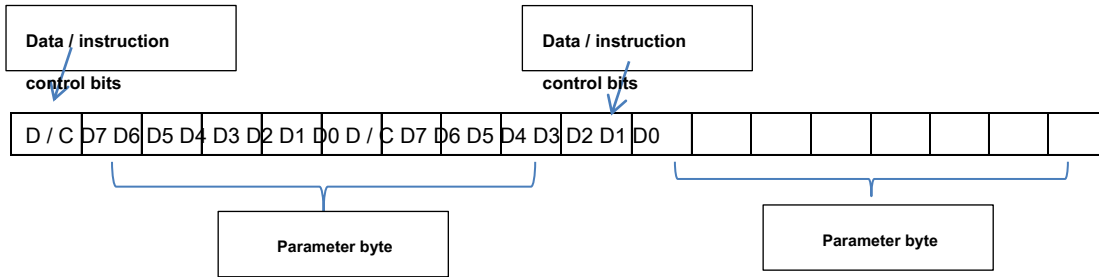 Data / instruction
control bits
Data / instruction
control bits
D / C D7 D6 D5 D4 D3 D2 D1 D0 D / C D7 D6 D5 D4 D3 D2 D1 D0
Parameter byte
Parameter byte